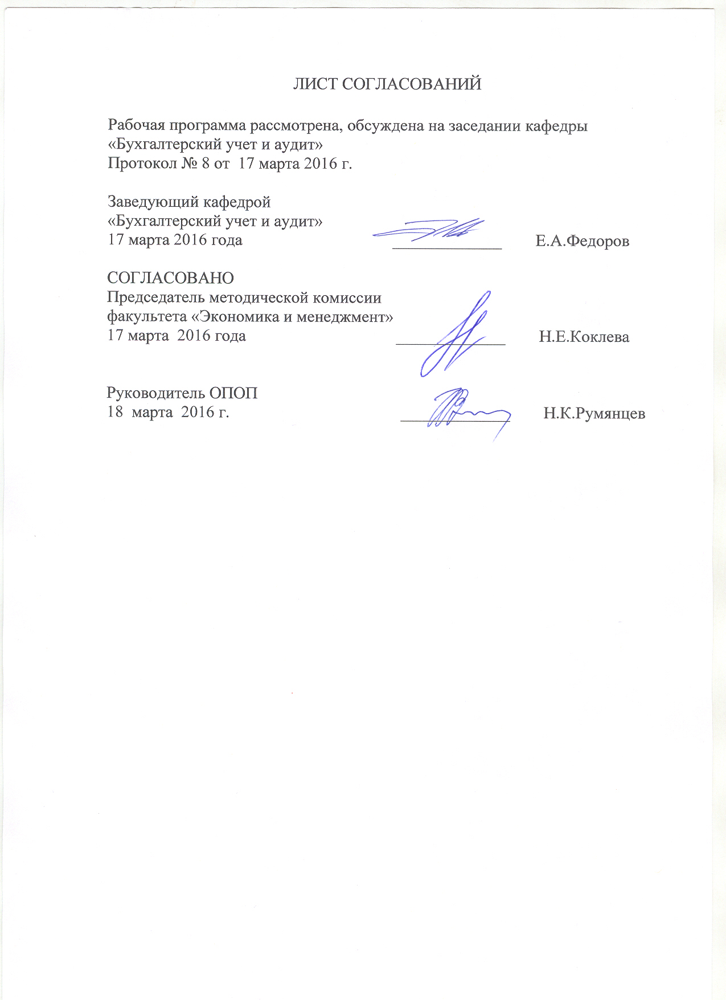 ЛИСТ СОГЛАСОВАНИЙ
Рабочая программа рассмотрена, обсуждена на заседании кафедры
«Бухгалтерский учет и аудит»
Протокол № 8 от 17 марта 2016 г.
Заведующий кафедрой
«Бухгалтерский учет и аудит»
17 марта 2016 года Е.А.Федоров
СОГЛАСОВАНО
Председатель методической комиссии
факультета «Экономика и менеджмент»
17 марта 2016 года Н.Е.Коклева
Руководитель ОПОП
18 марта 2016 г. Н.К.Румянцев